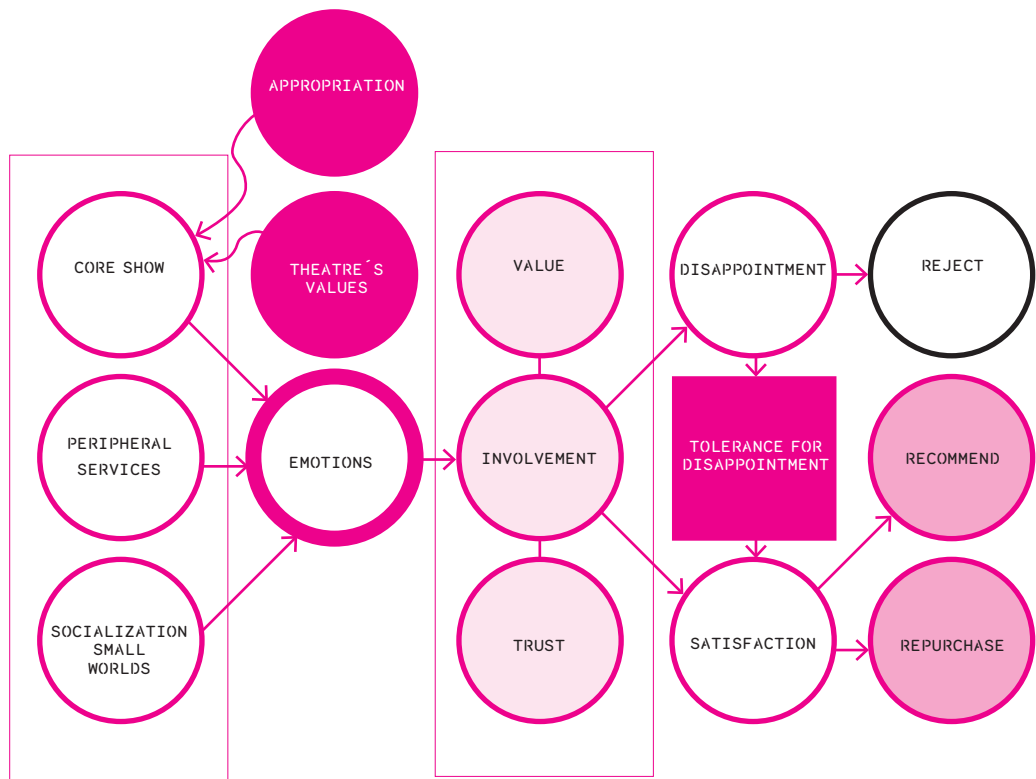 APPROPRIATION
CORE SHOW
THEATRE´S
VALUES
VALUE
DISAPPOINTMENT
REJECT
PERIPHERAL
SERVICES
EMOTIONS
INVOLVEMENT
TOLERANCE FOR
DISAPPOINTMENT
RECOMMEND
SOCIALIZATION
SMALL
WORLDS
TRUST
SATISFACTION
REPURCHASE